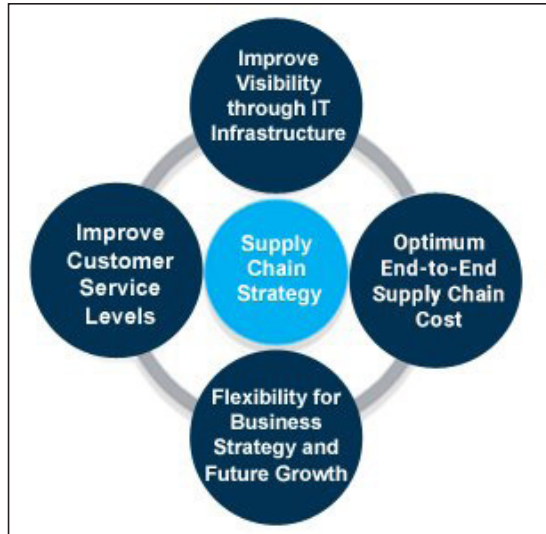 Improve
Visibility
through IT
Infrastructure
Improve
Customer
Service
Levels
Supply
Chain
Strategy
Optimum
End-to-End
Supply Chain
Cost
Flexibility for
Business
Strategy and
Future Growth